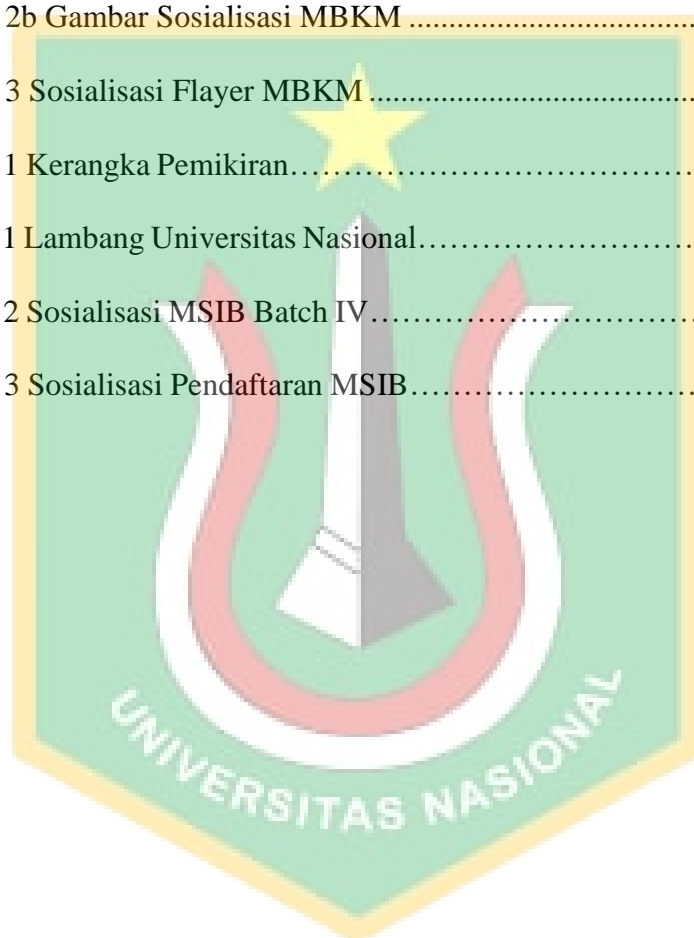 2b Gambar Sosialisasi MBKM ........................................
3 Sosialisasi Flayer MBKM ..............................................
1 Kerangka Pemikiran……………………………………
1 Lambang Universitas Nasional…………………………
2 Sosialisasi MSIB Batch IV………………………………
3 Sosialisasi Pendaftaran MSIB……………………………
UNIVERSITAS NASIONAL